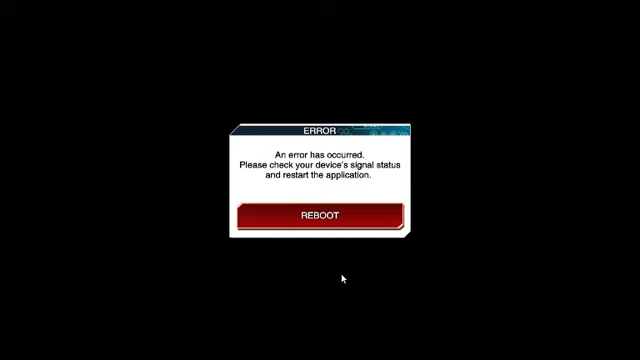 ERROR
An error has occurred.
Please check your device's signal status
and restart the application.
REBOOT